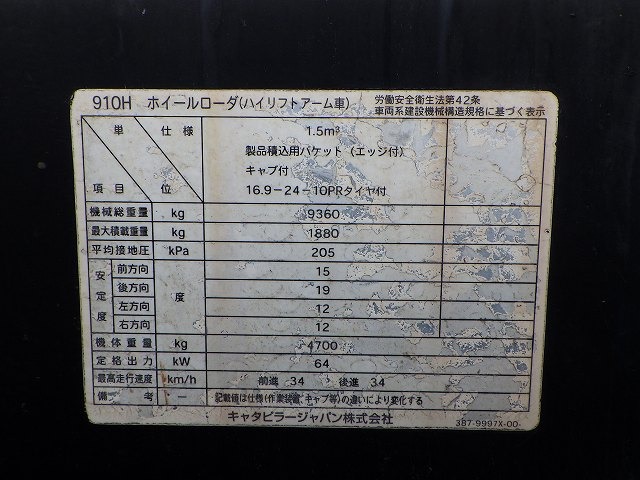 910H ホイールローダ(ハイリフトアーム車)
労働安全衛生法第42条
車両系建設機械構造規格に基づく表示
単 仕様
項目 位
1.5m³
製品積込用バケット (エッジ付)
キャブ付
16.9-24-10PRタイヤ付
機械総重量 kg 9360
最大積載重量 kg 1880
平均接地圧 kPa 205
安定度 度
前方向 15
後方向 19
左方向 12
右方向 12
機体重量 kg 4700
定格出力 kW 64
最高走行速度 km/h 前進 34 後進 34
備考 - 記載値は仕様(作業装置、キャブ等)の違いにより変化する
キャタピラージャパン株式会社
387-9997X-00-